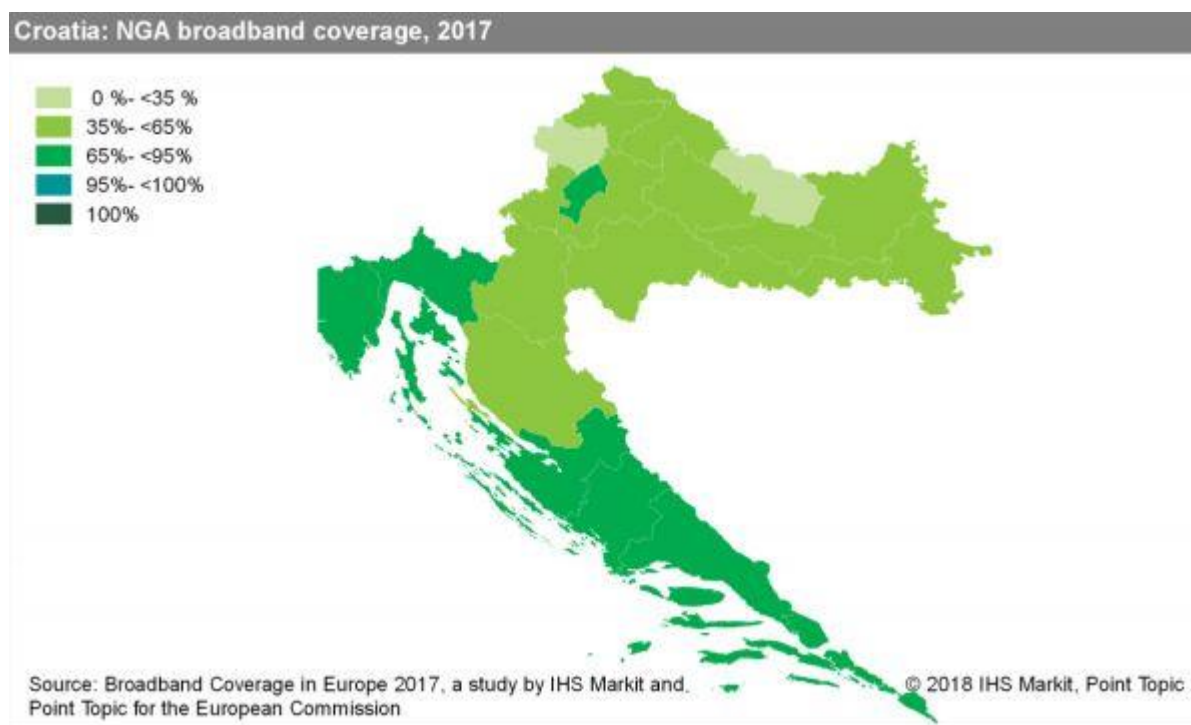 Croatia: NGA broadband coverage, 2017
0 %- <35 %
35%- <65%
65%- <95%
95%- <100%
100%
Source: Broadband Coverage in Europe 2017, a study by IHS Markit and
Point Topic for the European Commission
© 2018 IHS Markit, Point Topic